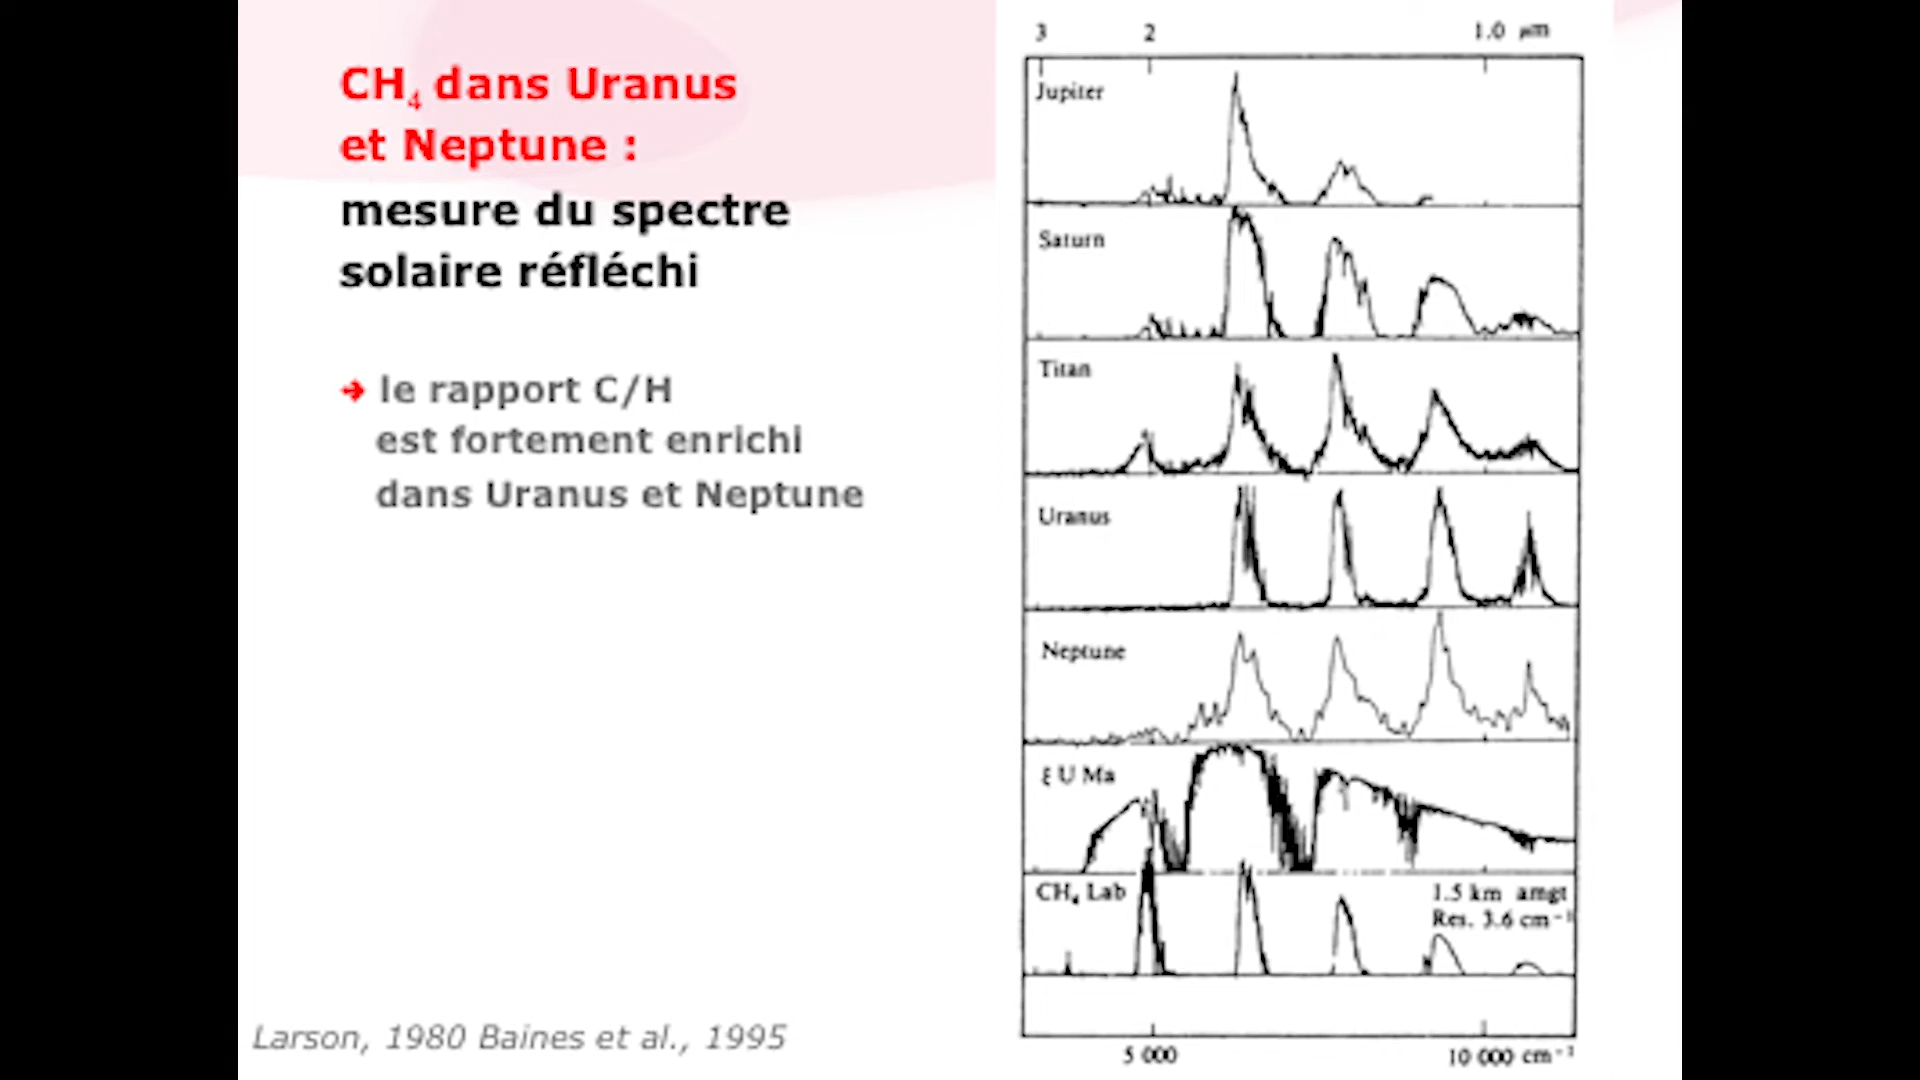 CH₄ dans Uranus
et Neptune :
mesure du spectre
solaire réfléchi
➔ le rapport C/H
est fortement enrichi
dans Uranus et Neptune
Larson, 1980 Baines et al., 1995
3 2 1.0 μm
Jupiter
Saturn
Titan
Uranus
Neptune
ξ U Ma
CH₄ Lab
1.5 km amgt
Res. 3.6 cm⁻¹
5 000 10 000 cm⁻¹